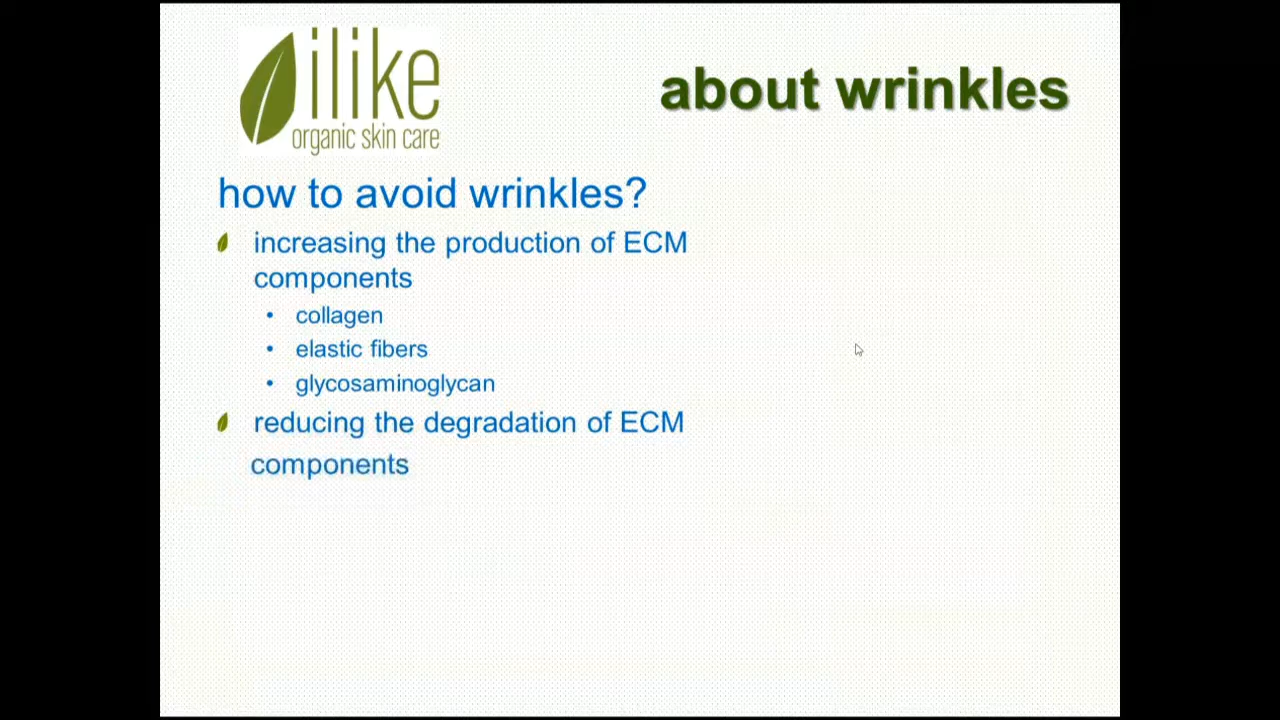 ilike
organic skin care
about wrinkles
how to avoid wrinkles?
increasing the production of ECM
components
• collagen
• elastic fibers
• glycosaminoglycan
reducing the degradation of ECM
components